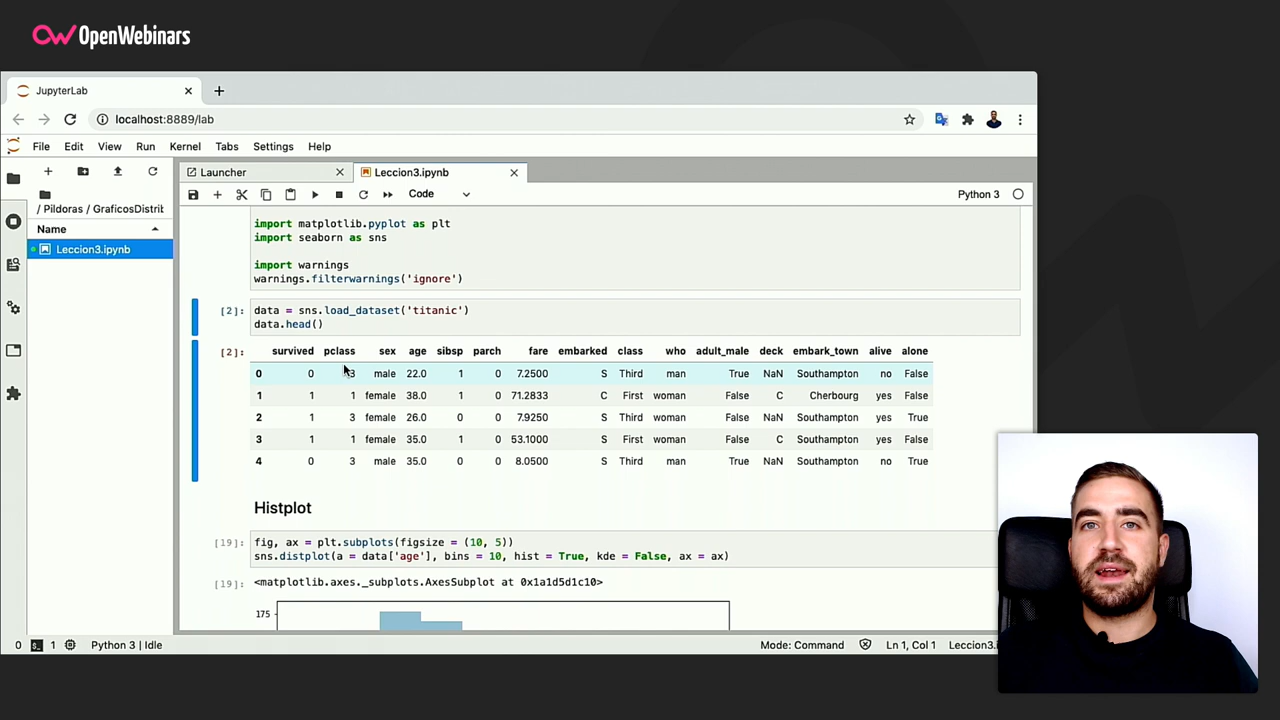 OpenWebinars
JupyterLab
localhost:8889/lab
File Edit View Run Kernel Tabs Settings Help
Launcher
Leccion3.ipynb
Code
Python 3
/ Pildoras / GraficosDistrit
Name
Leccion3.ipynb
import matplotlib.pyplot as plt
import seaborn as sns
import warnings
warnings.filterwarnings('ignore')
[2]: data = sns.load_dataset('titanic')
data.head()
[2]: survived pclass sex age sibsp parch fare embarked class who adult_male deck embark_town alive alone
0 0 3 male 22.0 1 0 7.2500 S Third man True NaN Southampton no False
1 1 1 female 38.0 1 0 71.2833 C First woman False C Cherbourg yes False
2 1 3 female 26.0 0 0 7.9250 S Third woman False NaN Southampton yes True
3 1 1 female 35.0 1 0 53.1000 S First woman False C Southampton yes False
4 0 3 male 35.0 0 0 8.0500 S Third man True NaN Southampton no True
Histplot
[19]: fig, ax = plt.subplots(figsize = (10, 5))
sns.distplot(a = data['age'], bins = 10, hist = True, kde = False, ax = ax)
[19]: <matplotlib.axes._subplots.AxesSubplot at 0x1a1d5d1c10>
175
0 1 Python 3 | Idle
Mode: Command
Ln 1, Col 1
Leccion3.i